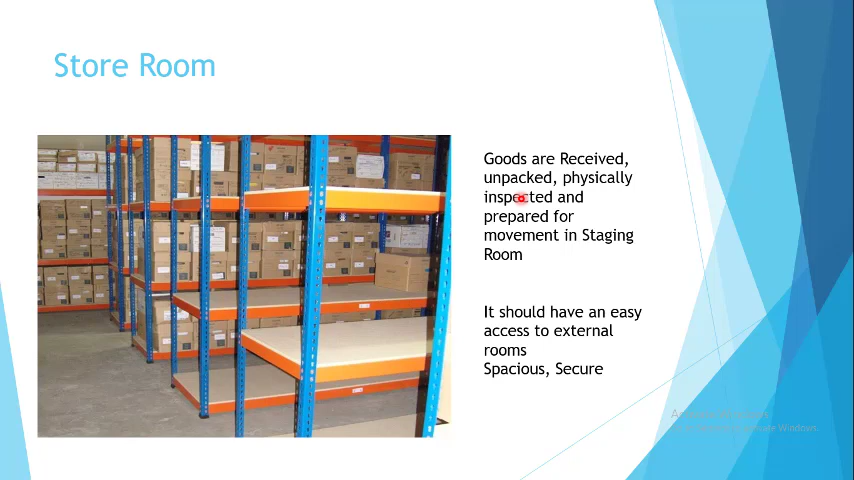 Store Room
Goods are Received,
unpacked, physically
inspected and
prepared for
movement in Staging
Room
It should have an easy
access to external
rooms
Spacious, Secure
Windows.